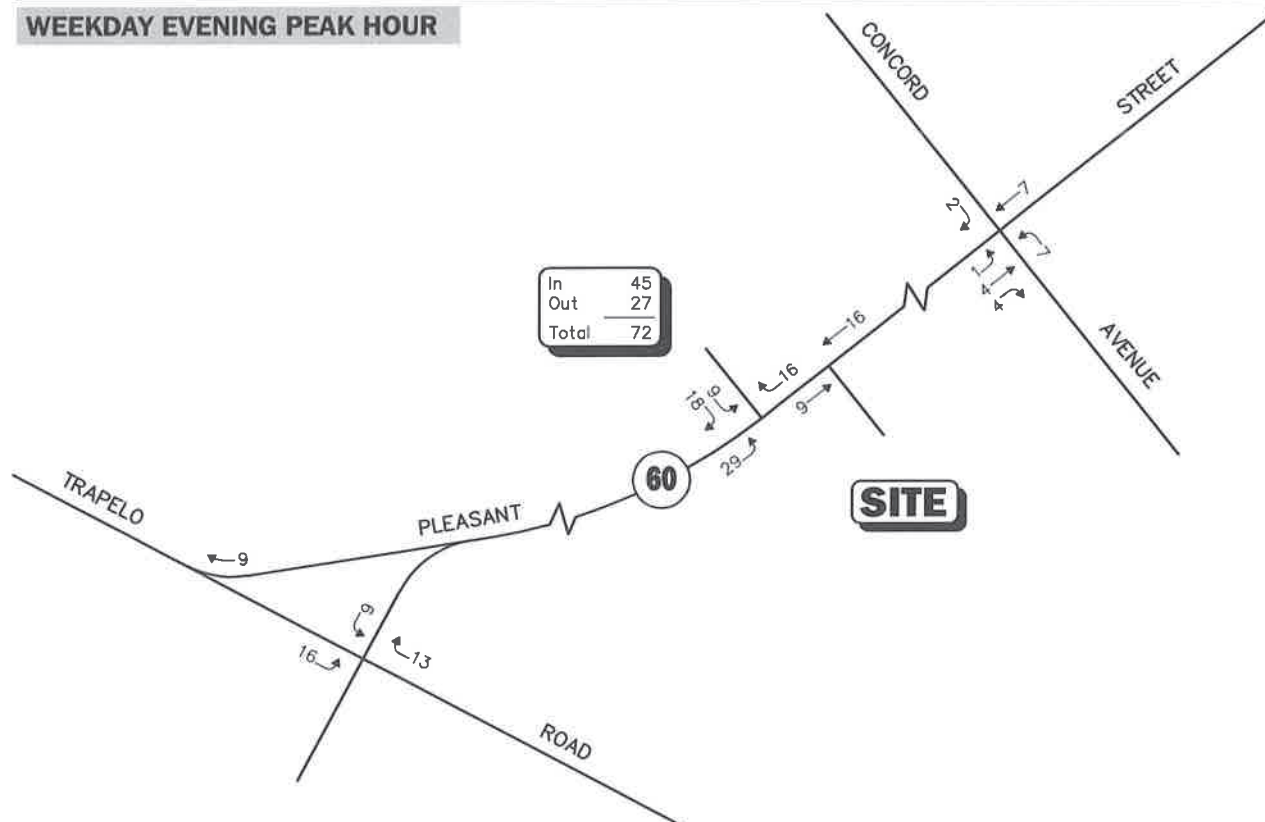 WEEKDAY EVENING PEAK HOUR
CONCORD
STREET
7
2
7
1
4
4
AVENUE
In 45
Out 27
Total 72
16
16
9
18
9
29
60
SITE
TRAPELO
PLEASANT
9
9
16
13
ROAD